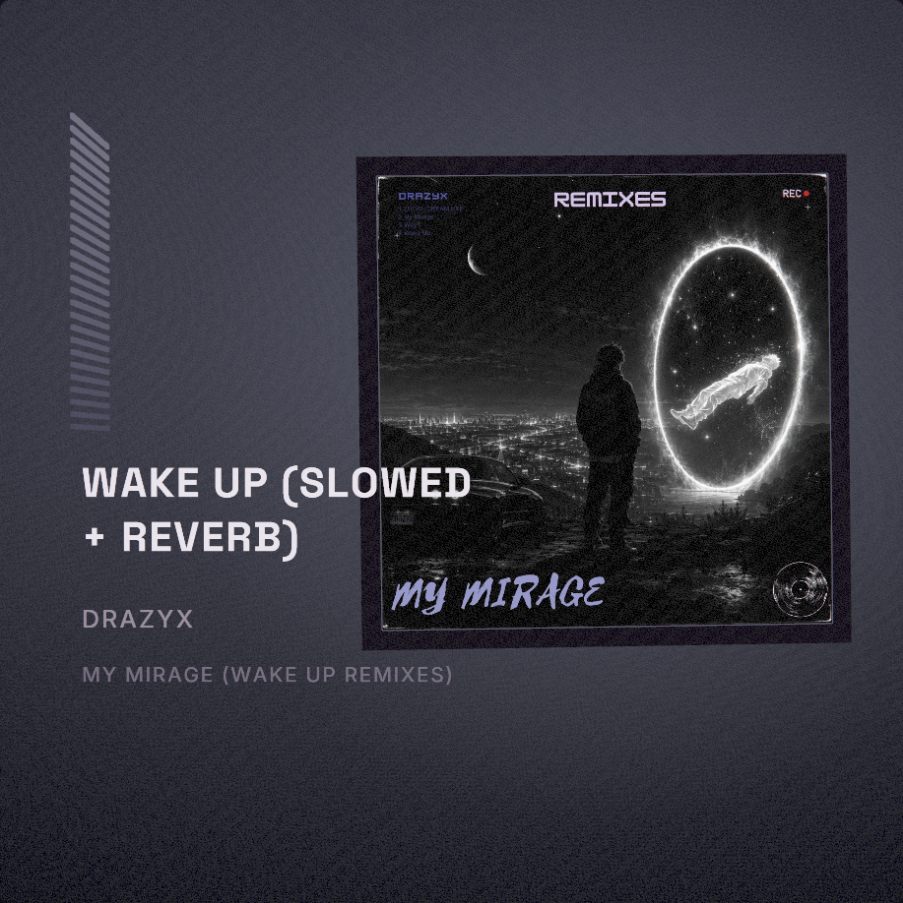 DRAZYX
REMIXES
REC
WAKE UP (SLOWED
+ REVERB)
MY MIRAGE
DRAZYX
MY MIRAGE (WAKE UP REMIXES)